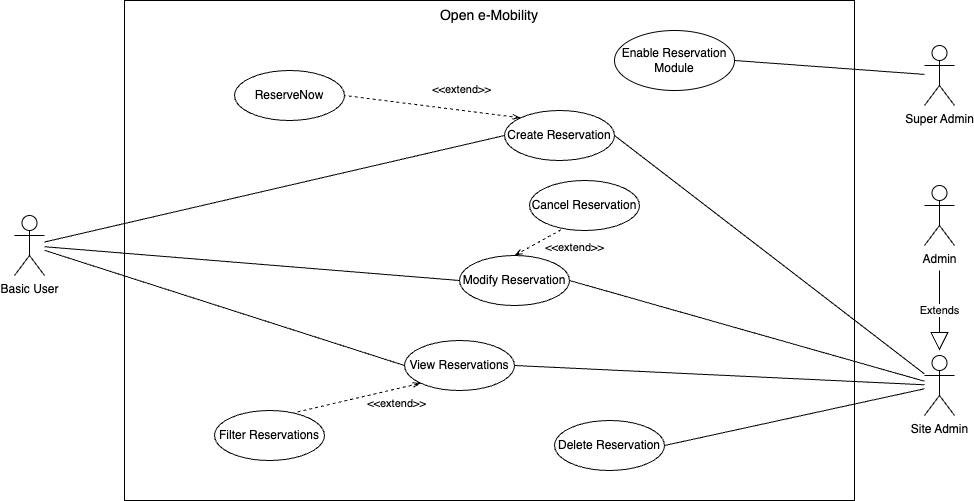 Open e-Mobility
Enable Reservation
Module
Super Admin
ReserveNow
<<extend>>
Create Reservation
Cancel Reservation
<<extend>>
Admin
Basic User
Modify Reservation
Extends
View Reservations
<<extend>>
Filter Reservations
Delete Reservation
Site Admin